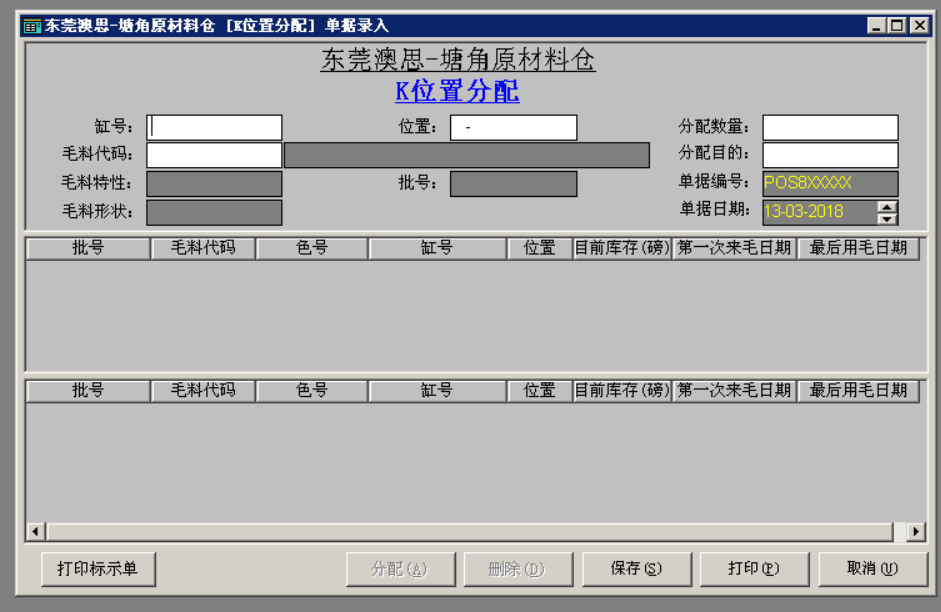 东莞澳思-塘角原材料仓 [K位置分配] 单据录入
东莞澳思-塘角原材料仓
K位置分配
缸号: 位置: - 分配数量:
毛料代码: 分配目的:
毛料特性: 批号: 单据编号: POS8XXXXX
毛料形状: 单据日期: 13-03-2018
批号 毛料代码 色号 缸号 位置 目前库存(磅) 第一次来毛日期 最后用毛日期
批号 毛料代码 色号 缸号 位置 目前库存(磅) 第一次来毛日期 最后用毛日期
打印标示单 分配(A) 删除(D) 保存(S) 打印(P) 取消(U)